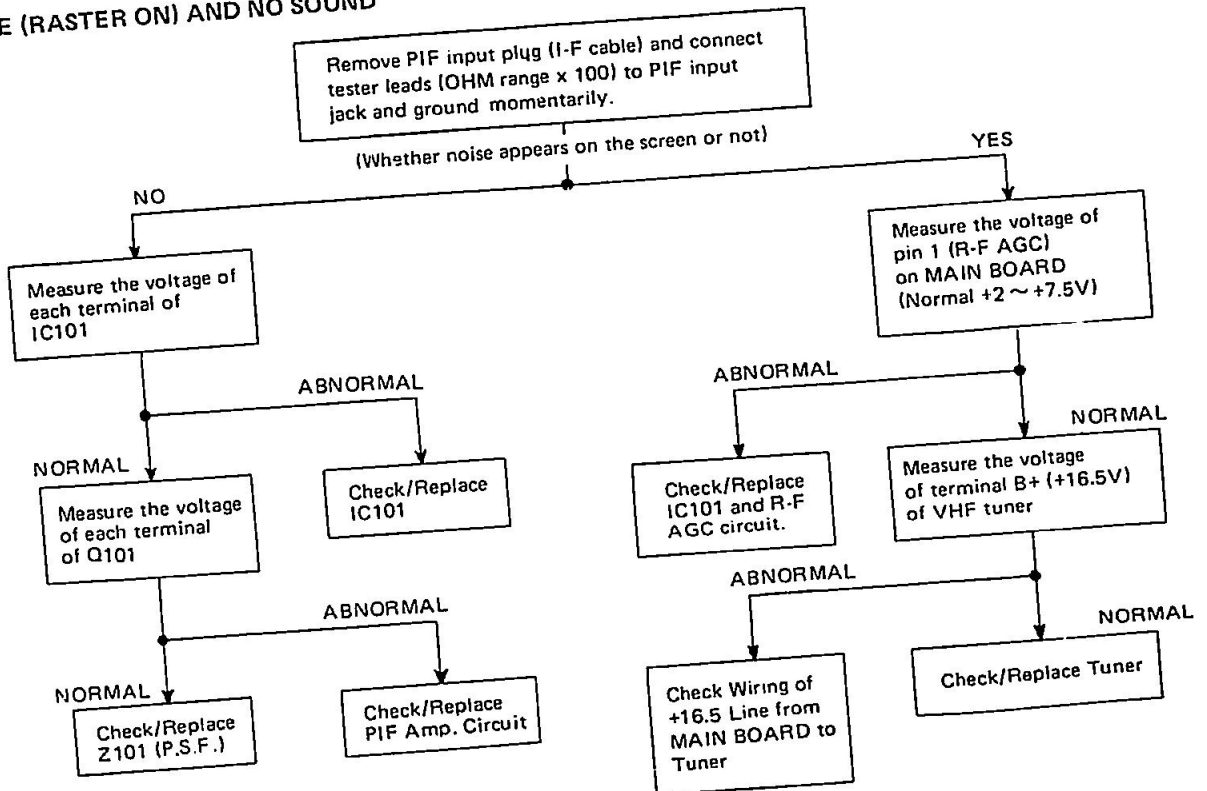 (RASTER ON) AND NO SOUND
Remove PIF input plug (I-F cable) and connect
tester leads (OHM range x 100) to PIF input
jack and ground momentarily.
(Whether noise appears on the screen or not)
NO
YES
Measure the voltage of
each terminal of
IC101
Measure the voltage of
pin 1 (R-F AGC)
on MAIN BOARD
(Normal +2 ~ +7.5V)
ABNORMAL
NORMAL
Check/Replace
IC101
Measure the voltage
of each terminal
of Q101
ABNORMAL
NORMAL
Check/Replace
IC101 and R-F
AGC circuit.
Measure the voltage
of terminal B+ (+16.5V)
of VHF tuner
ABNORMAL
NORMAL
Check/Replace
Z101 (P.S.F.)
Check/Replace
PIF Amp. Circuit
ABNORMAL
NORMAL
Check Wiring of
+16.5 Line from
MAIN BOARD to
Tuner
Check/Replace Tuner